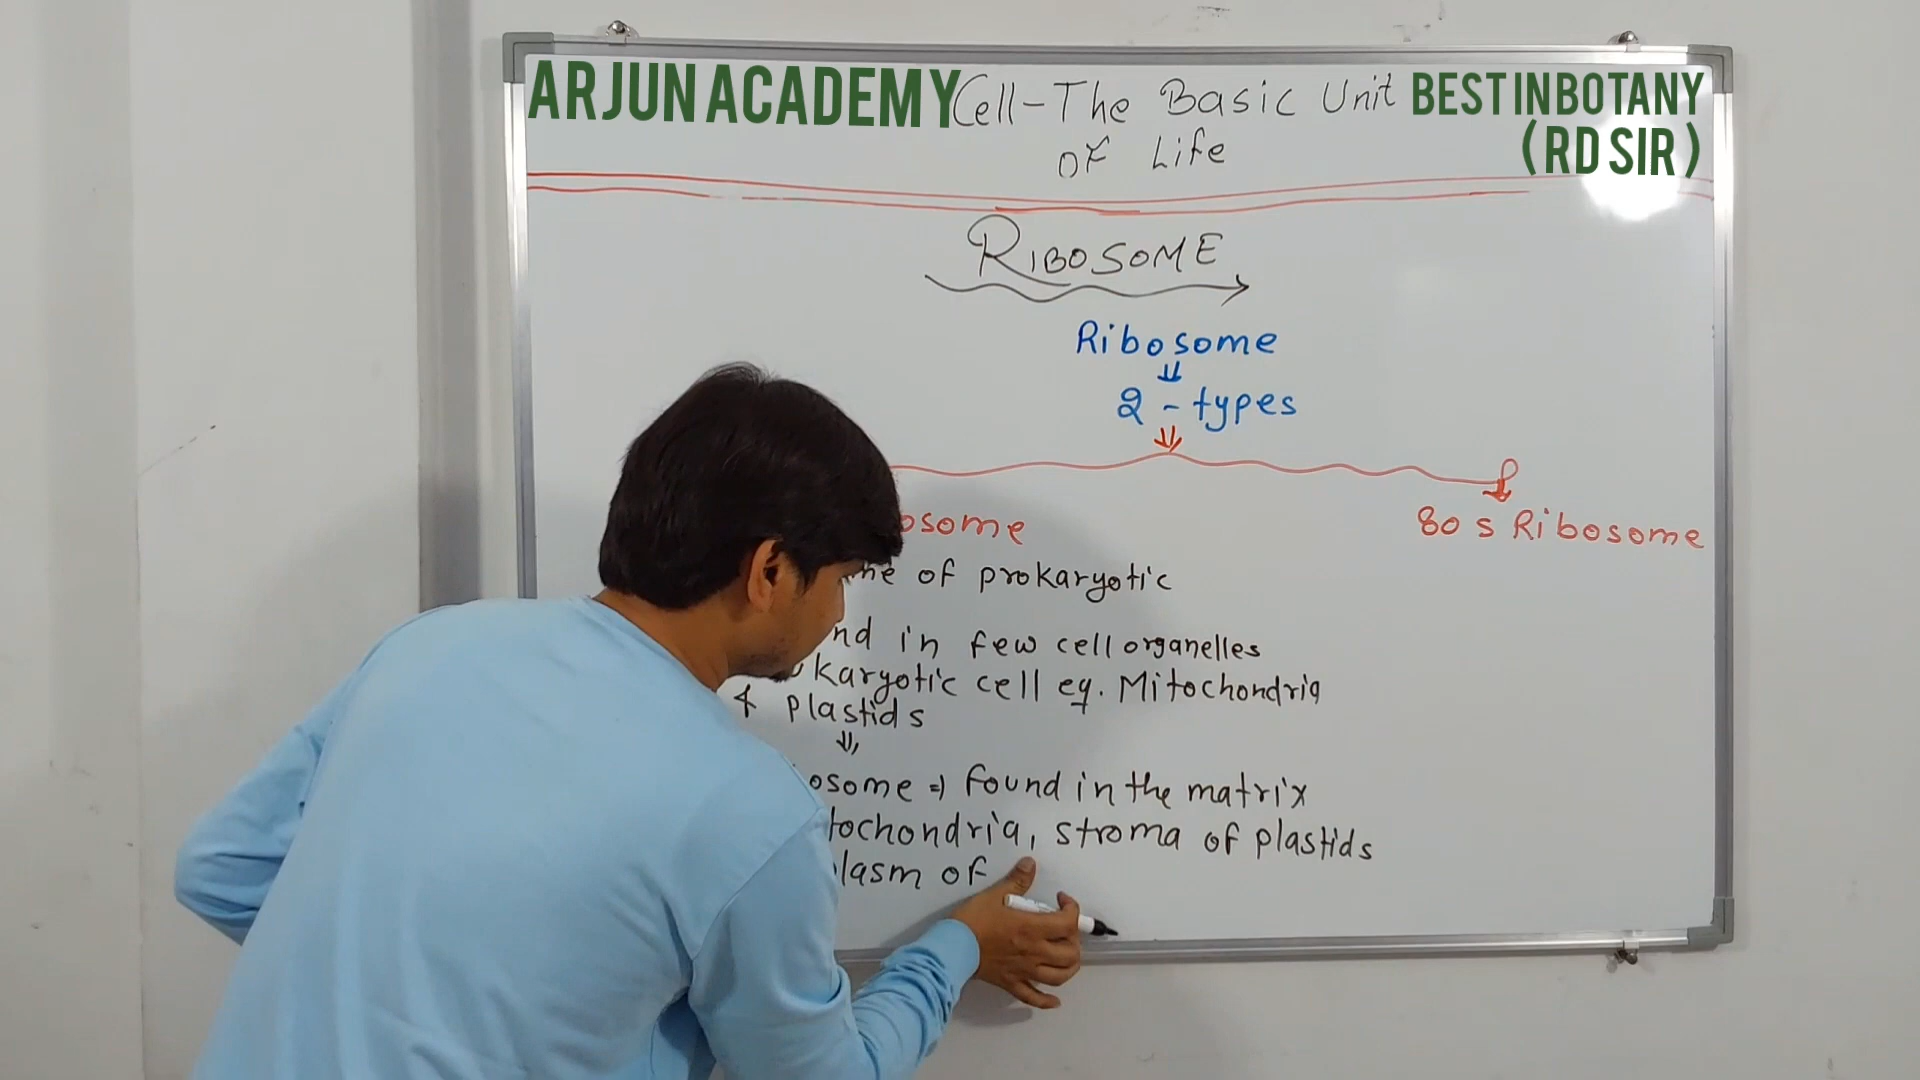 ARJUN ACADEMY
BEST IN BOTANY
(RD SIR)
Cell-The Basic Unit
of Life
RIBOSOME
Ribosome
2-types
osome
80 s Ribosome
of prokaryotic
in few cell organelles
karyotic cell eg. Mitochondria
& plastids
osome => found in the matrix
tochondria, stroma of plastids
lasm of